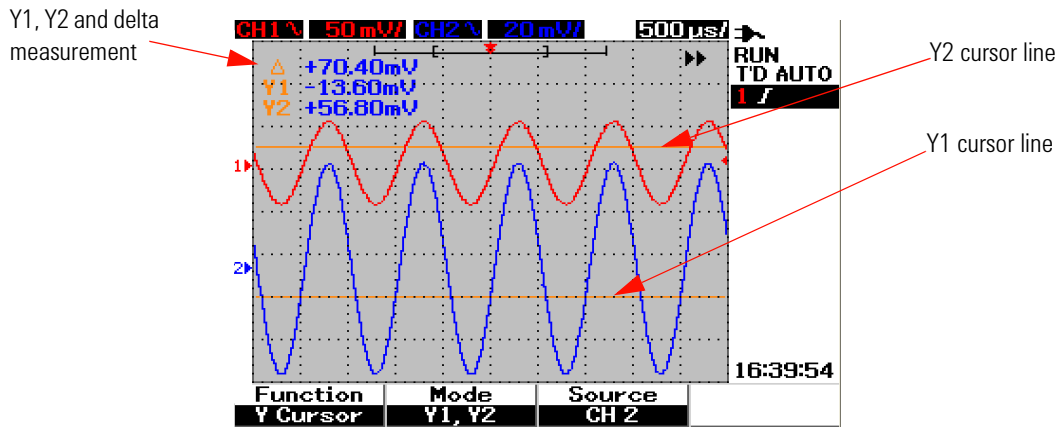 Y1, Y2 and delta
measurement
CH1 ∿ 50 mV/ CH2 ∿ 20 mV/ 500 µs/
RUN
T'D AUTO
1
Δ +70.40mV
Y1 -13.60mV
Y2 +56.80mV
Y2 cursor line
Y1 cursor line
1
2
16:39:54
Function Mode Source
Y Cursor Y1, Y2 CH 2